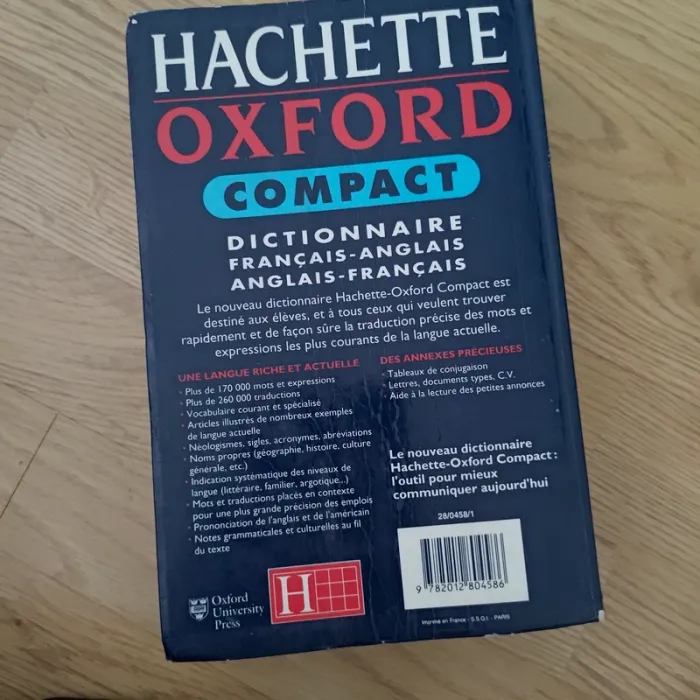 HACHETTE
OXFORD
COMPACT
DICTIONNAIRE
FRANÇAIS-ANGLAIS
ANGLAIS-FRANÇAIS
Le nouveau dictionnaire Hachette-Oxford Compact est
destiné aux élèves, et à tous ceux qui veulent trouver
rapidement et de façon sûre la traduction précise des mots et
expressions les plus courants de la langue actuelle.
UNE LANGUE RICHE ET ACTUELLE
· Plus de 170 000 mots et expressions
· Plus de 260 000 traductions
· Vocabulaire courant et spécialisé
· Articles illustrés de nombreux exemples
de langue actuelle
· Néologismes, sigles, acronymes, abréviations
· Noms propres (géographie, histoire, culture
générale, etc.)
· Indication systématique des niveaux de
langue (littéraire, familier, argotique...)
· Mots et traductions placés en contexte
pour une plus grande précision des emplois
· Prononciation de l'anglais et de l'américain
· Notes grammaticales et culturelles au fil
du texte
DES ANNEXES PRÉCIEUSES
· Tableaux de conjugaison
· Lettres, documents types, C.V.
· Aide à la lecture des petites annonces
Le nouveau dictionnaire
Hachette-Oxford Compact :
l'outil pour mieux
communiquer aujourd'hui
28/0458/1
9 782012 804586
Oxford
University
Press
H
Imprimé en France - S.S.O.I. - PARIS